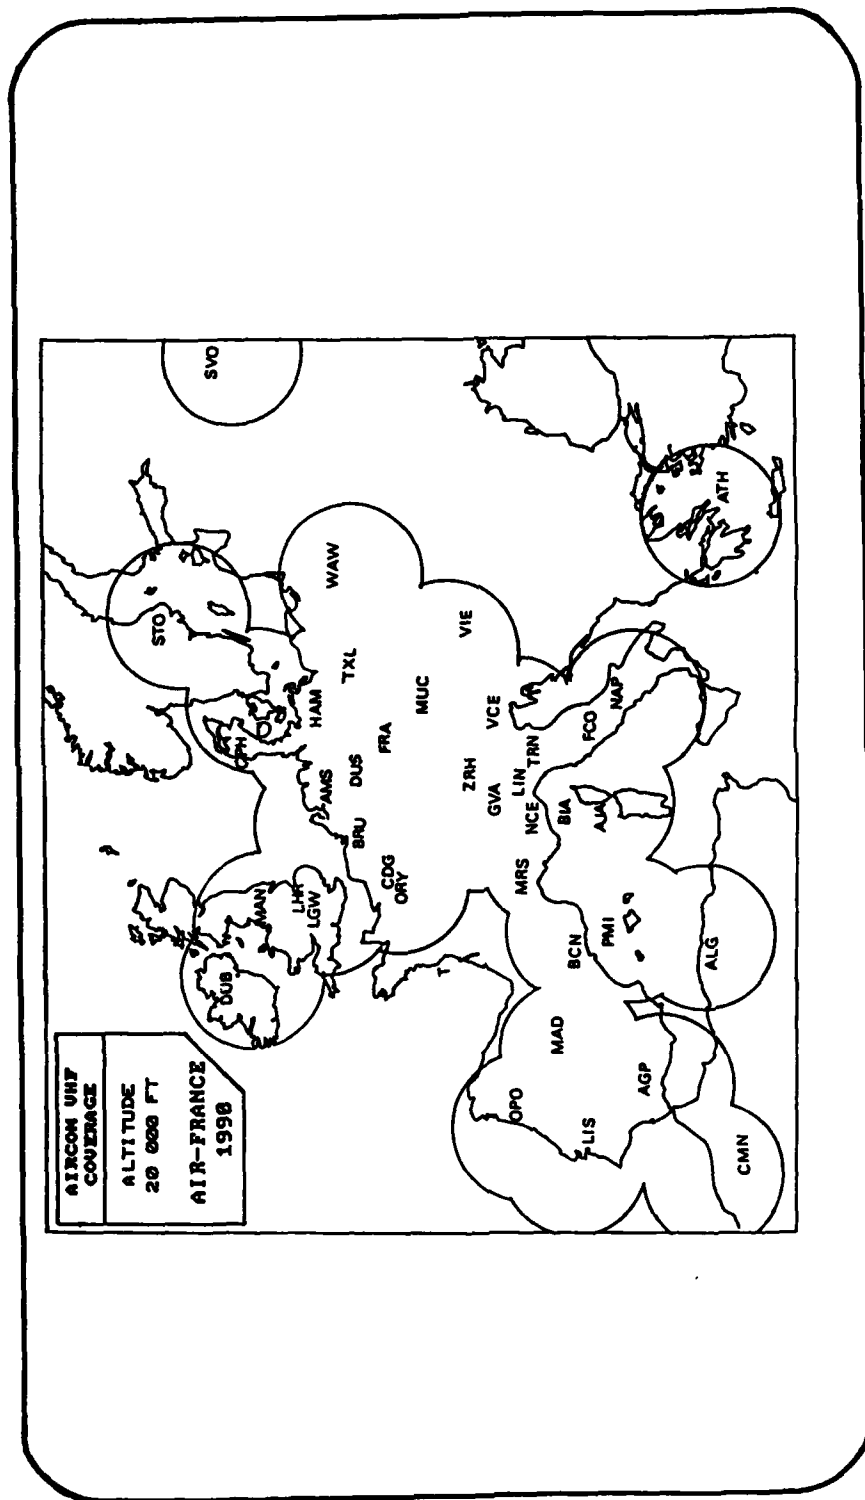 AIRCOM VHF
COVERAGE
ALTITUDE
20 000 FT
AIR-FRANCE
1990
SVO
STO
WAW
CPH
HAM
TXL
DUB
MAN
LHR
LGW
AMS
DUS
BRU
FRA
MUC
VIE
CDG
ORY
ZRH
VCE
GVA
LIN
TRN
NCE
MRS
BIA
AJA
FCO
NAP
ATH
OPO
MAD
BCN
PMI
LIS
AGP
ALG
CMN